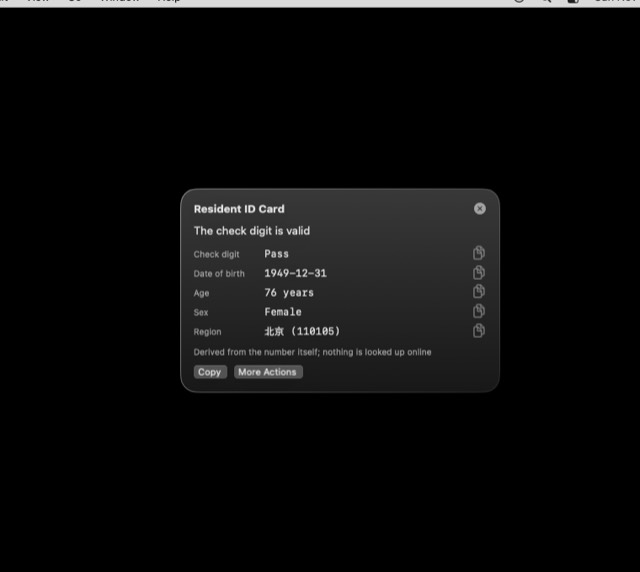 Resident ID Card
The check digit is valid
Check digit Pass
Date of birth 1949-12-31
Age 76 years
Sex Female
Region 北京 (110105)
Derived from the number itself; nothing is looked up online
Copy More Actions